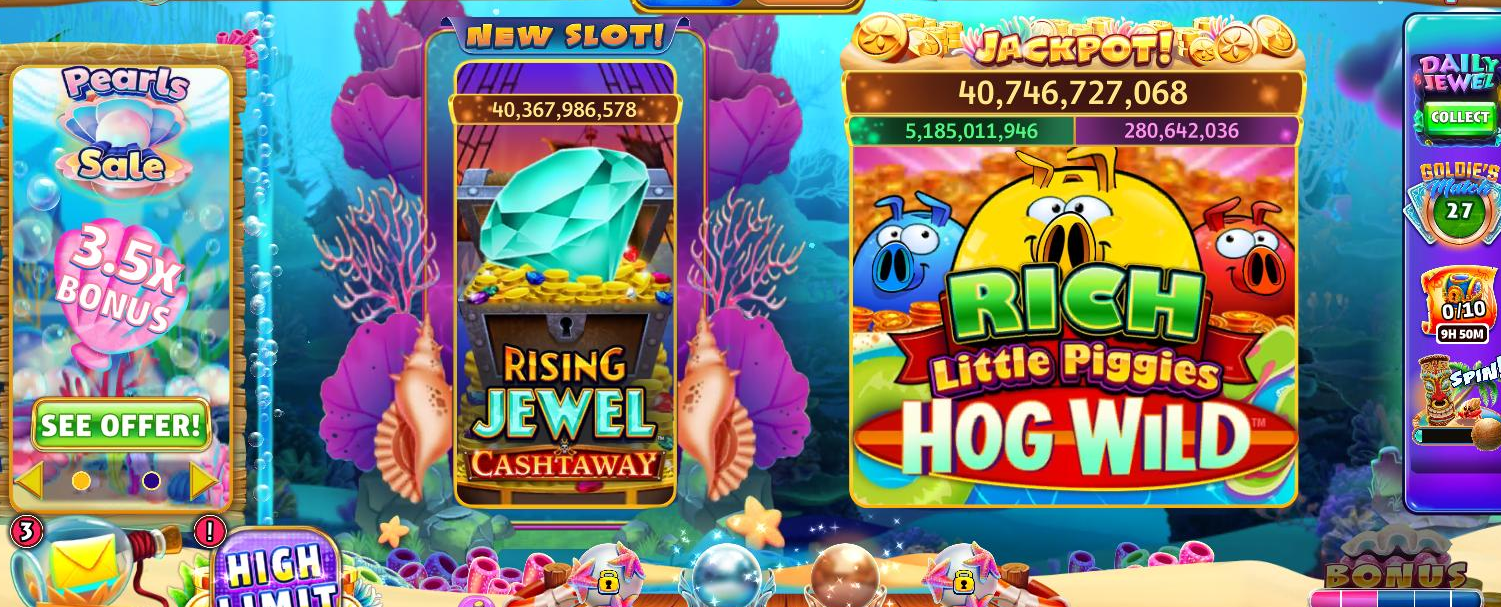 Pearls
Sale
3.5x
BONUS
SEE OFFER!
3
!
HIGH
LIMIT
NEW SLOT!
40,367,986,578
RISING
JEWEL™
CASHTAWAY
JACKPOT!
40,746,727,068
5,185,011,946
280,642,036
RICH
Little Piggies
HOG WILD™
DAILY
JEWEL
COLLECT
GOLDIE'S
Match
27
0/10
9H 50M
SPIN!
BONUS